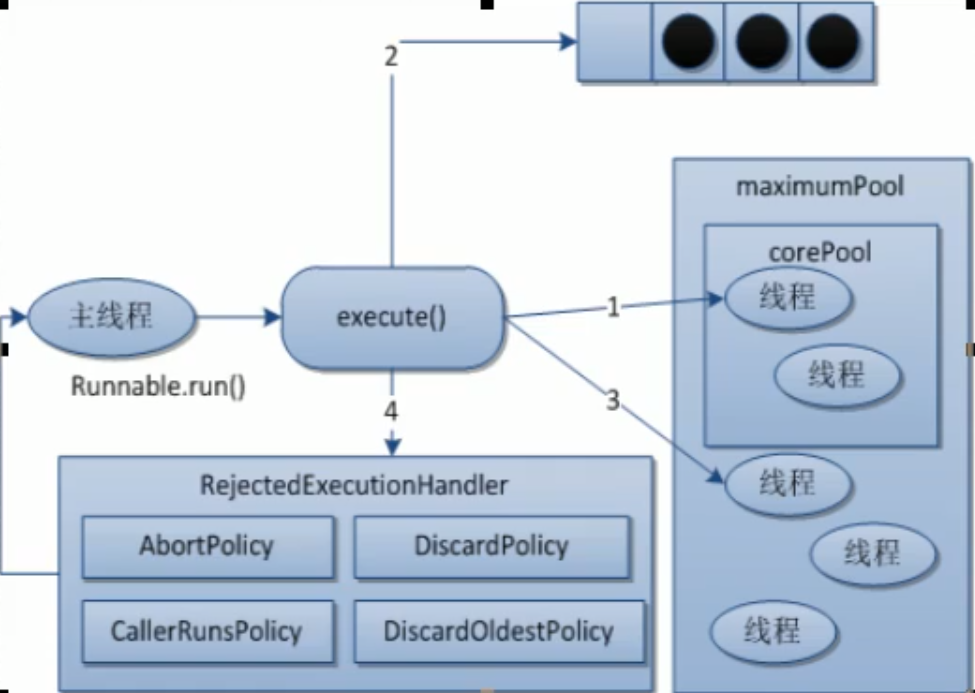 2
maximumPool
corePool
线程
线程
主线程
execute()
1
Runnable.run()
3
4
线程
线程
线程
RejectedExecutionHandler
AbortPolicy
DiscardPolicy
CallerRunsPolicy
DiscardOldestPolicy